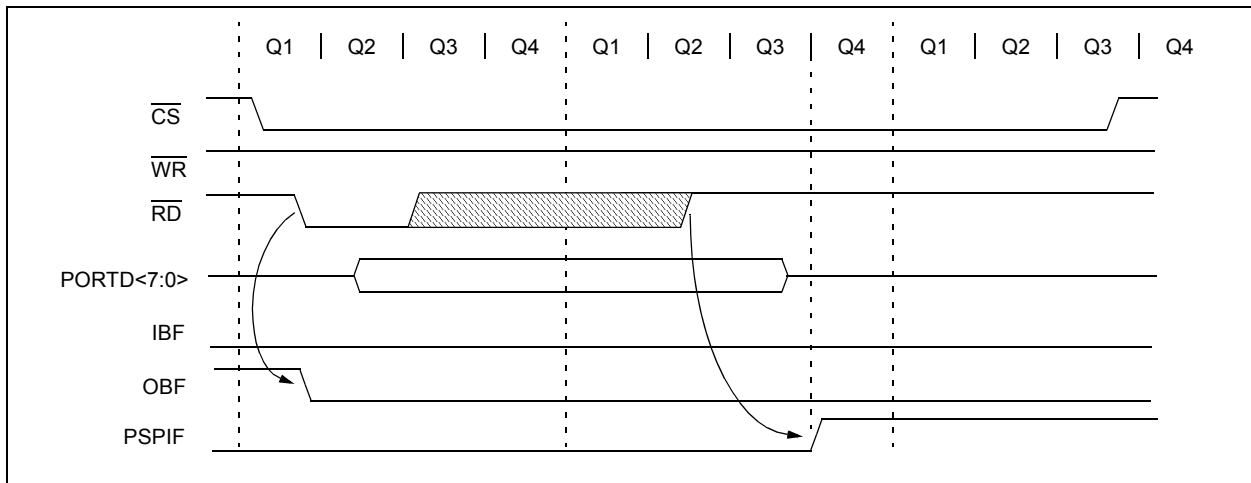 Q1 | Q2 | Q3 | Q4 | Q1 | Q2 | Q3 | Q4 | Q1 | Q2 | Q3 | Q4
CS
WR
RD
PORTD<7:0>
IBF
OBF
PSPIF